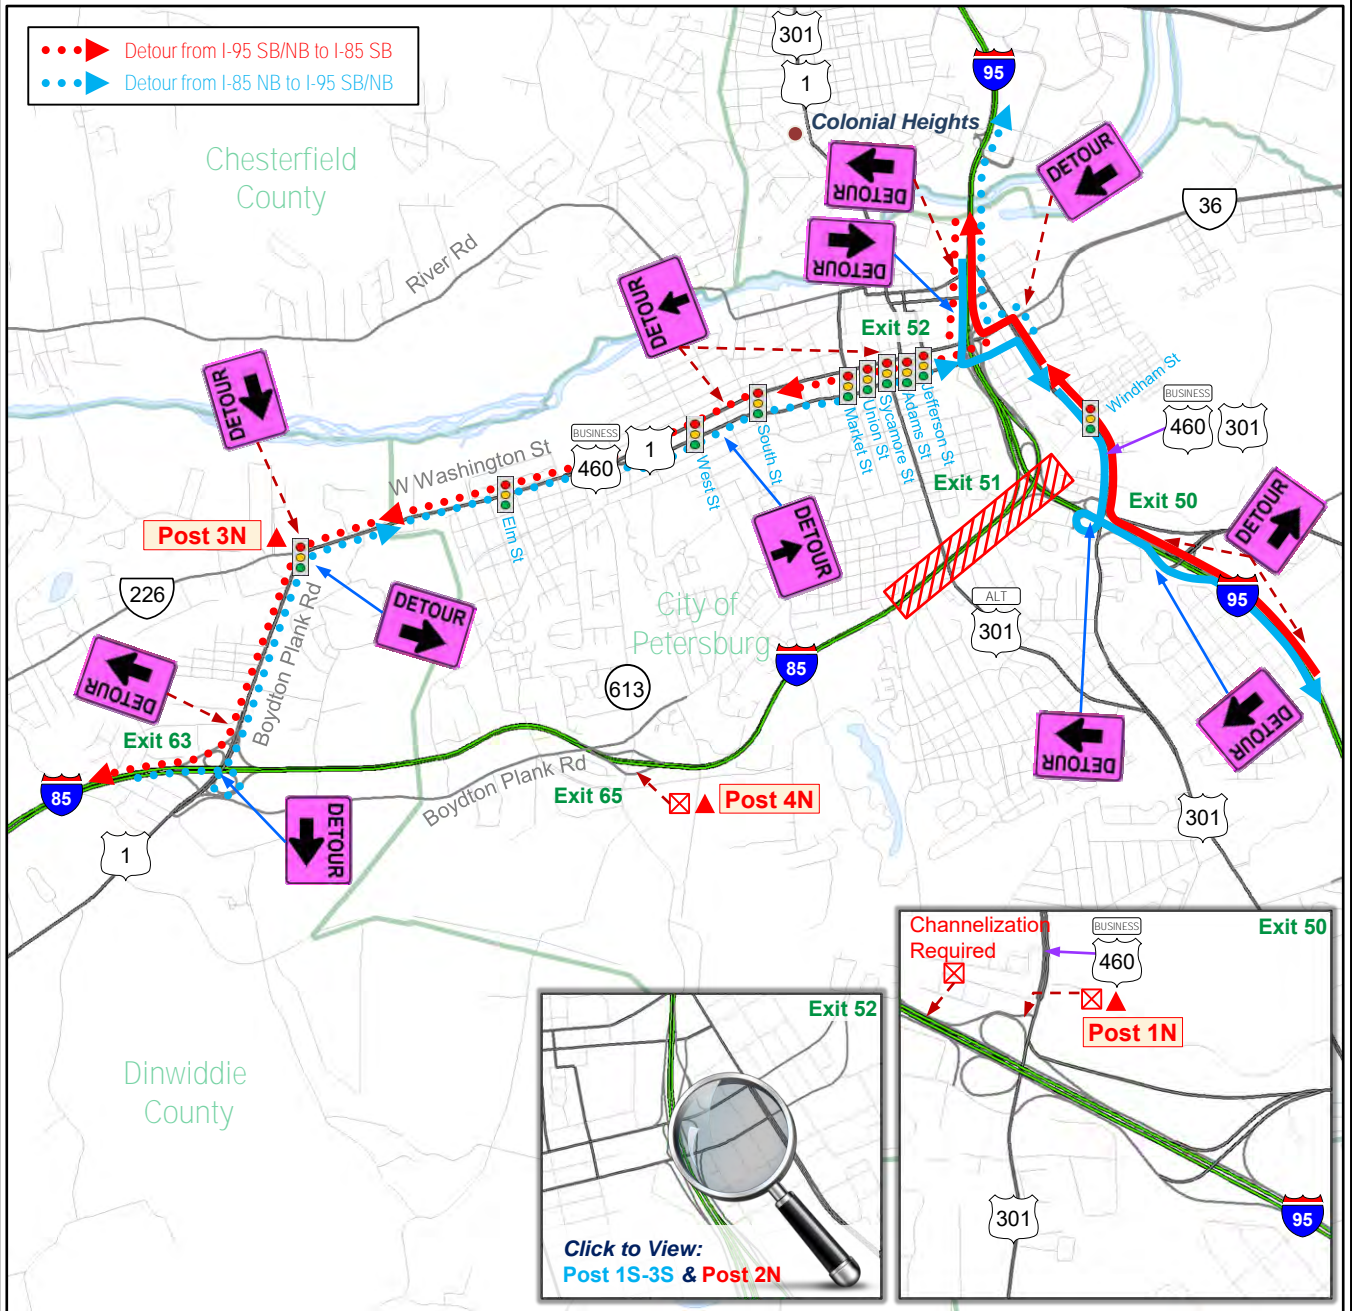 Detour from I-95 SB/NB to I-85 SB
Detour from I-85 NB to I-95 SB/NB
301
1
95
Colonial Heights
Chesterfield
County
DETOUR
DETOUR
DETOUR
36
River Rd
DETOUR
Exit 52
DETOUR
Windham St
BUSINESS
460
301
BUSINESS
460
1
W Washington St
Jefferson St
Adams St
Sycamore St
Union St
Market St
South St
West St
Elm St
Exit 51
Exit 50
DETOUR
DETOUR
Post 3N
226
DETOUR
Boydton Plank Rd
City of
Petersburg
ALT
301
95
85
613
DETOUR
DETOUR
DETOUR
Exit 63
85
Boydton Plank Rd
Exit 65
Post 4N
301
1
DETOUR
Dinwiddie
County
Exit 52
Click to View:
Post 1S-3S & Post 2N
Channelization
Required
BUSINESS
460
Exit 50
Post 1N
301
95